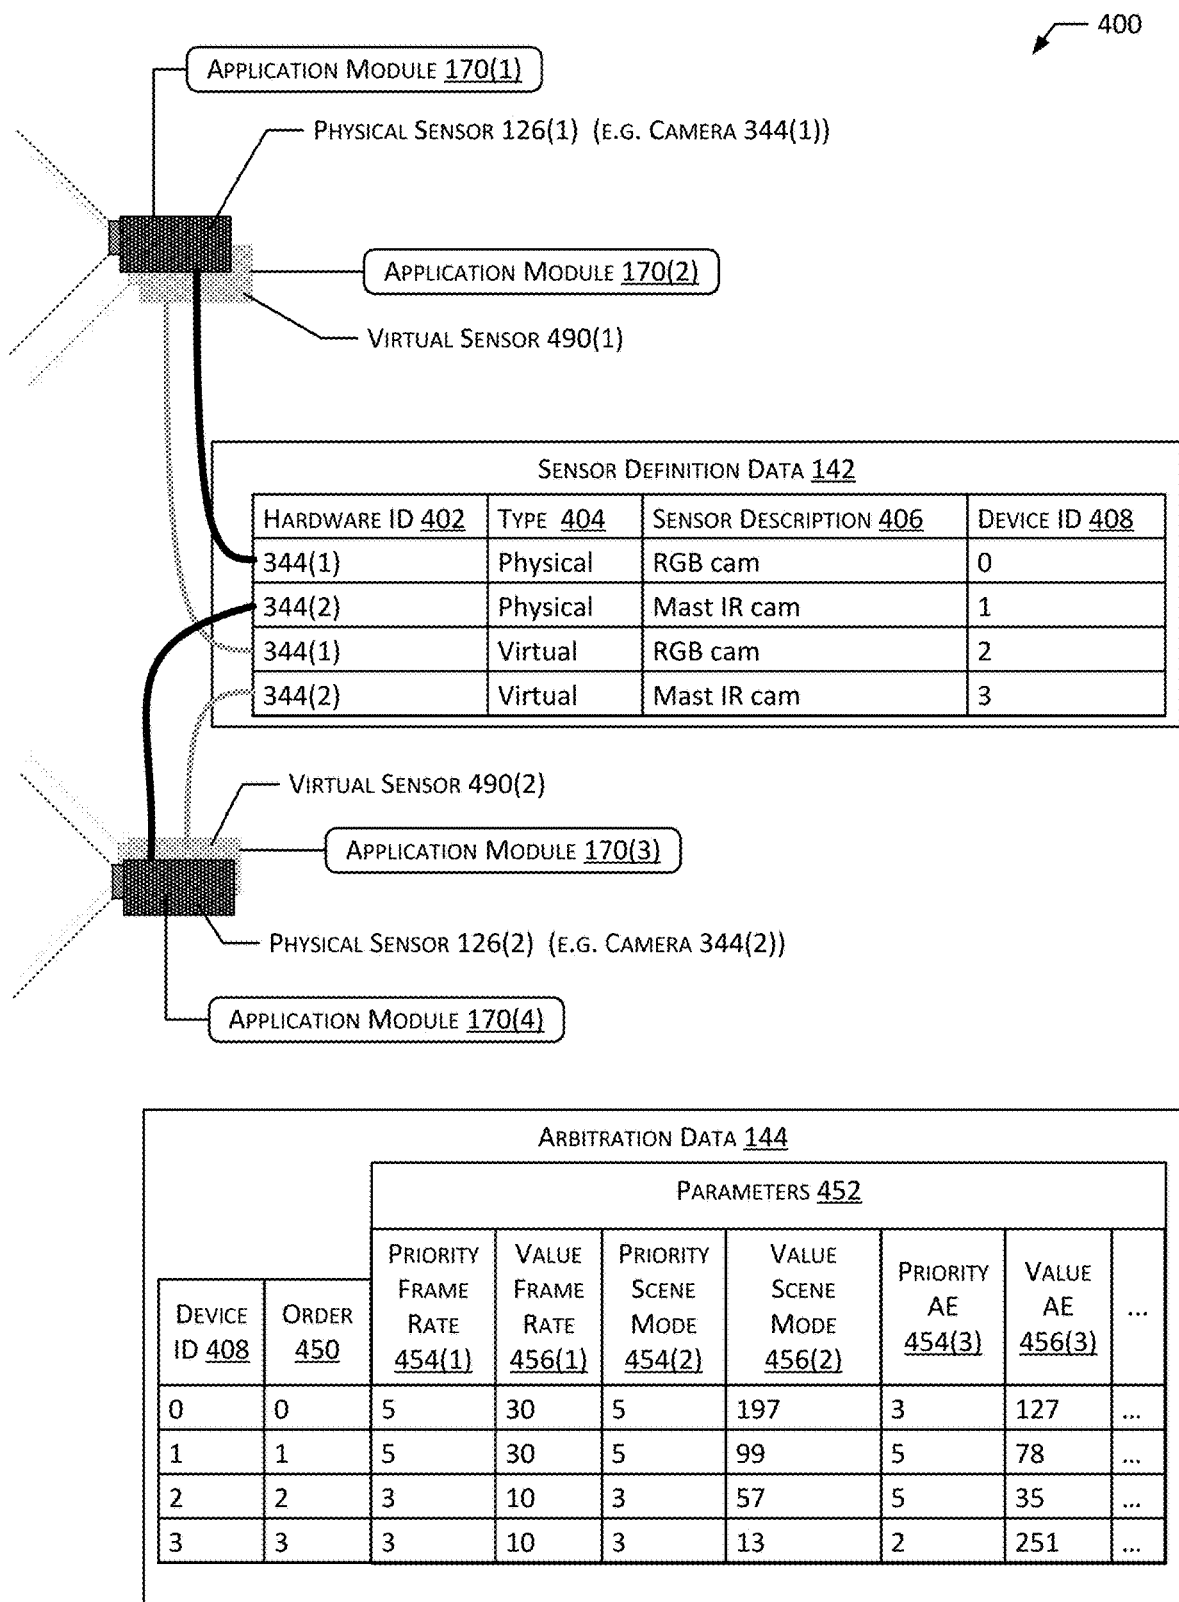 400
APPLICATION MODULE 170(1)
PHYSICAL SENSOR 126(1) (E.G. CAMERA 344(1))
APPLICATION MODULE 170(2)
VIRTUAL SENSOR 490(1)
SENSOR DEFINITION DATA 142
HARDWARE ID 402 TYPE 404 SENSOR DESCRIPTION 406 DEVICE ID 408
344(1) Physical RGB cam 0
344(2) Physical Mast IR cam 1
344(1) Virtual RGB cam 2
344(2) Virtual Mast IR cam 3
VIRTUAL SENSOR 490(2)
APPLICATION MODULE 170(3)
PHYSICAL SENSOR 126(2) (E.G. CAMERA 344(2))
APPLICATION MODULE 170(4)
ARBITRATION DATA 144
PARAMETERS 452
DEVICE
ID 408
ORDER
450
PRIORITY
FRAME
RATE
454(1)
VALUE
FRAME
RATE
456(1)
PRIORITY
SCENE
MODE
454(2)
VALUE
SCENE
MODE
456(2)
PRIORITY
AE
454(3)
VALUE
AE
456(3)
...
0 0 5 30 5 197 3 127 ...
1 1 5 30 5 99 5 78 ...
2 2 3 10 3 57 5 35 ...
3 3 3 10 3 13 2 251 ...